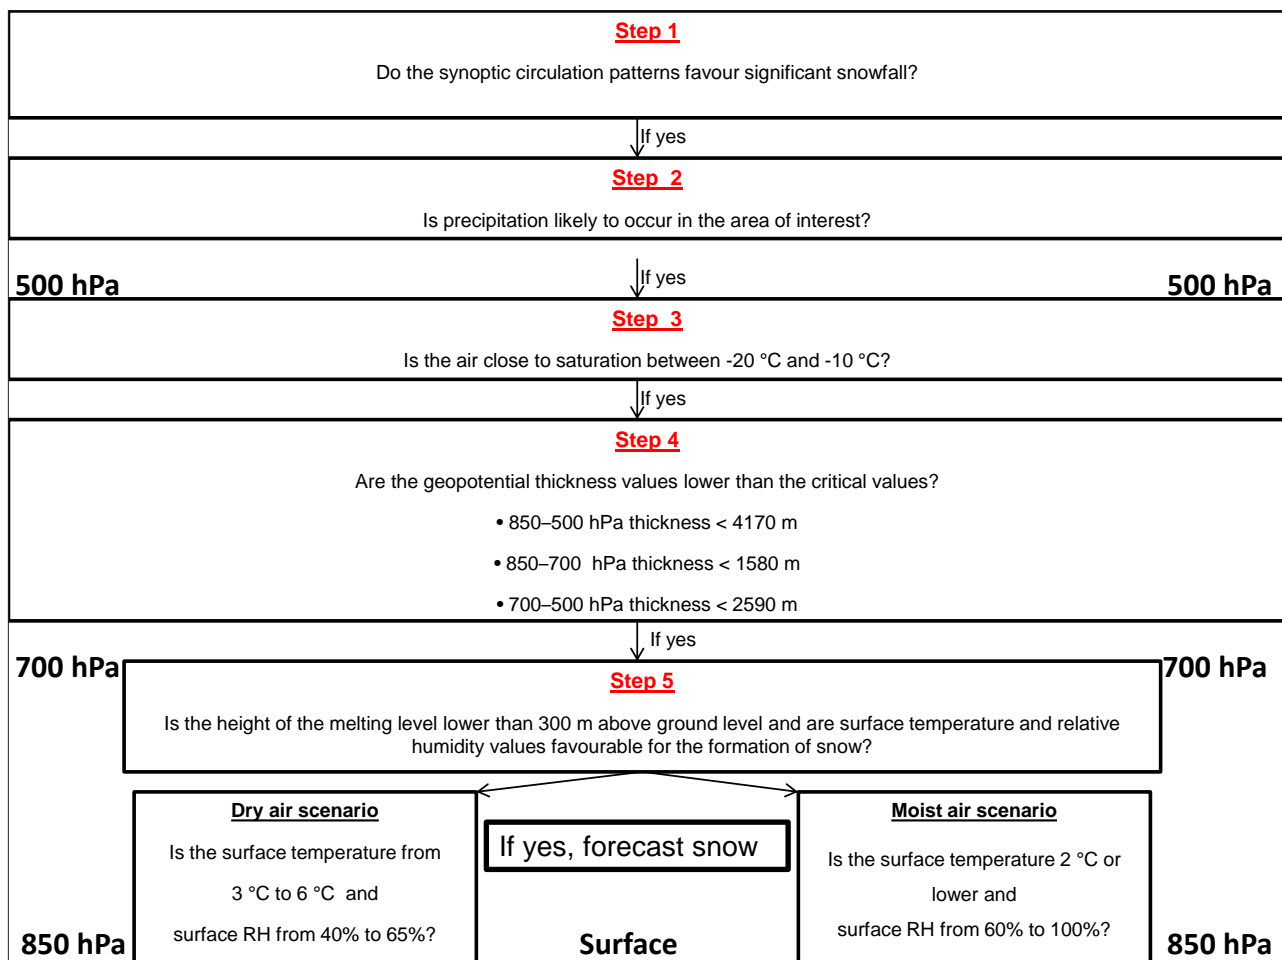 Step 1
Do the synoptic circulation patterns favour significant snowfall?
If yes
Step 2
Is precipitation likely to occur in the area of interest?
500 hPa
If yes
500 hPa
Step 3
Is the air close to saturation between -20 °C and -10 °C?
If yes
Step 4
Are the geopotential thickness values lower than the critical values?
• 850–500 hPa thickness < 4170 m
• 850–700 hPa thickness < 1580 m
• 700–500 hPa thickness < 2590 m
If yes
700 hPa
700 hPa
Step 5
Is the height of the melting level lower than 300 m above ground level and are surface temperature and relative
humidity values favourable for the formation of snow?
Dry air scenario
Is the surface temperature from
3 °C to 6 °C and
surface RH from 40% to 65%?
If yes, forecast snow
Moist air scenario
Is the surface temperature 2 °C or
lower and
surface RH from 60% to 100%?
850 hPa
Surface
850 hPa